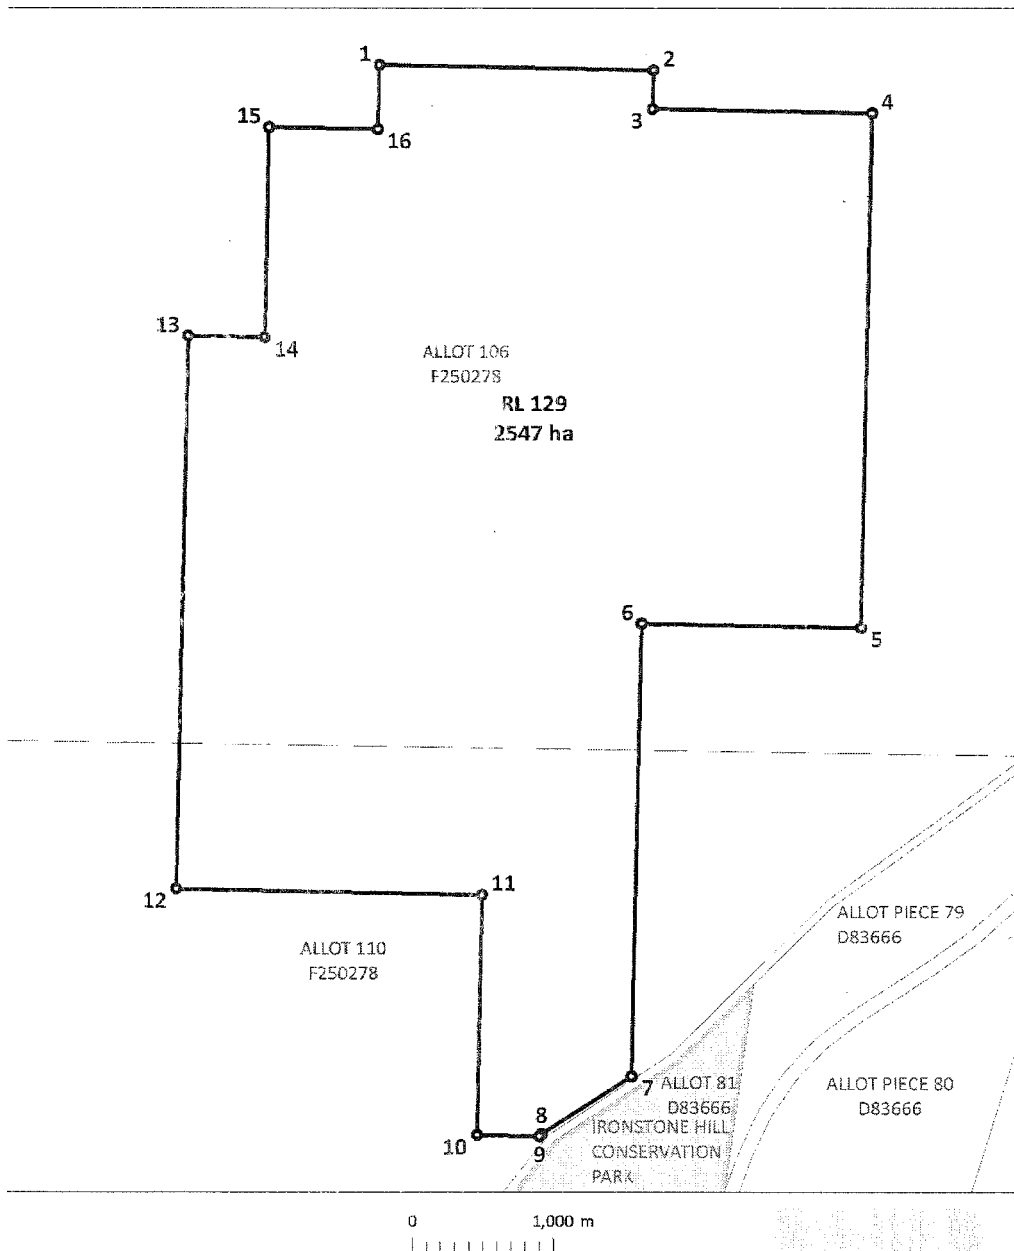 1
2
3
4
15
16
13
14
ALLOT 106
F250278
RL 129
2547 ha
6
5
11
12
ALLOT PIECE 79
D83666
ALLOT 110
F250278
7
ALLOT 81
D83666
ALLOT PIECE 80
D83666
8
9
10
IRONSTONE HILL
CONSERVATION
PARK
0 1,000 m